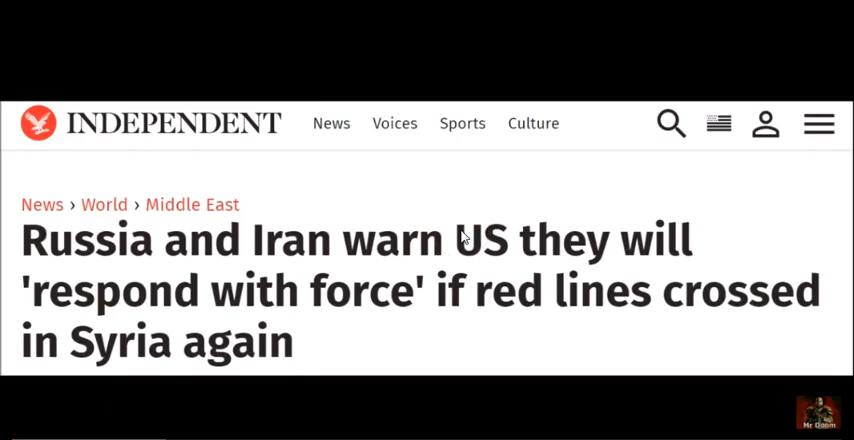 INDEPENDENT News Voices Sports Culture
News › World › Middle East
Russia and Iran warn US they will
'respond with force' if red lines crossed
in Syria again
Mr Doom